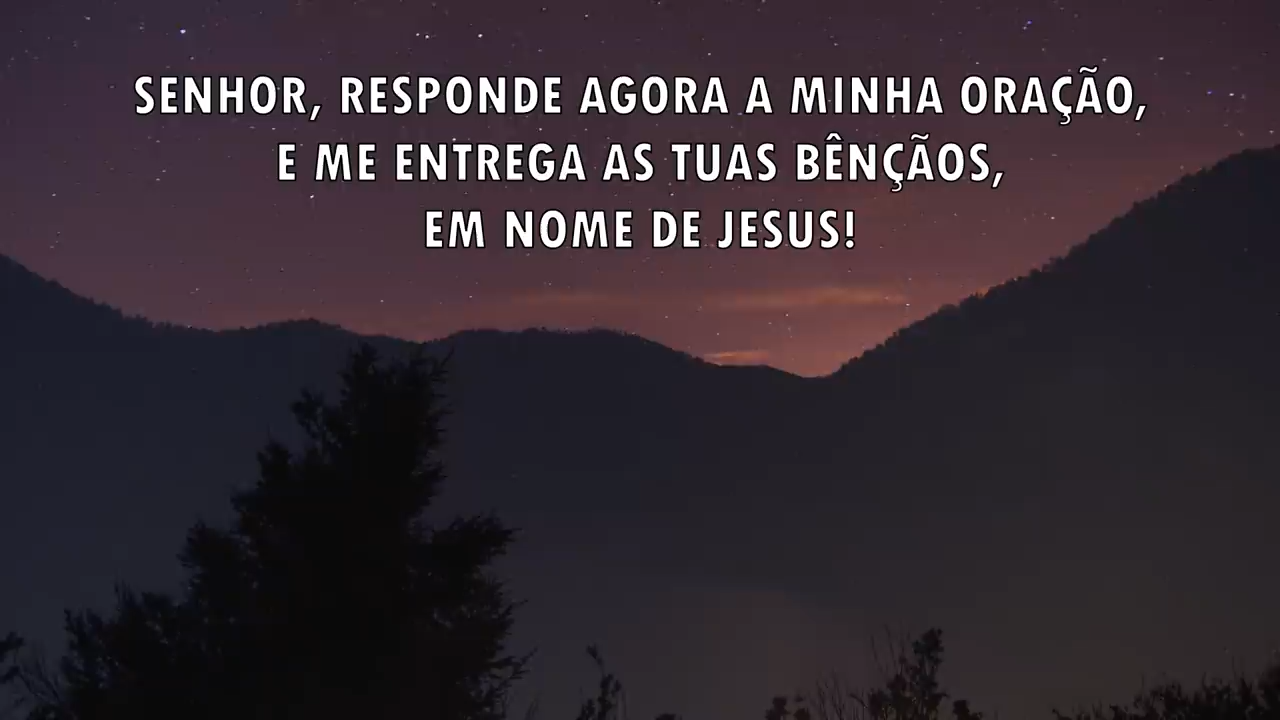 SENHOR, RESPONDE AGORA A MINHA ORAÇÃO,
E ME ENTREGA AS TUAS BÊNÇÃOS,
EM NOME DE JESUS!